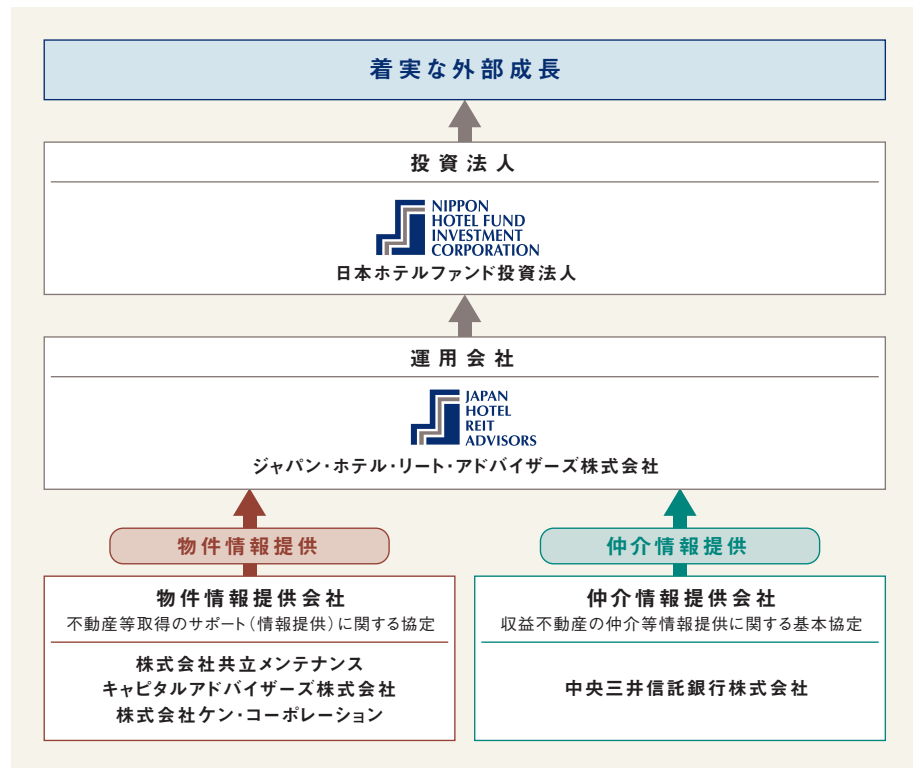 着実な外部成長
投資法人
NIPPON
HOTEL FUND
INVESTMENT
CORPORATION
日本ホテルファンド投資法人
運用会社
JAPAN
HOTEL
REIT
ADVISORS
ジャパン・ホテル・リート・アドバイザーズ株式会社
物件情報提供
物件情報提供会社
不動産等取得のサポート(情報提供)に関する協定
株式会社共立メンテナンス
キャピタルアドバイザーズ株式会社
株式会社ケン・コーポレーション
仲介情報提供
仲介情報提供会社
収益不動産の仲介等情報提供に関する基本協定
中央三井信託銀行株式会社